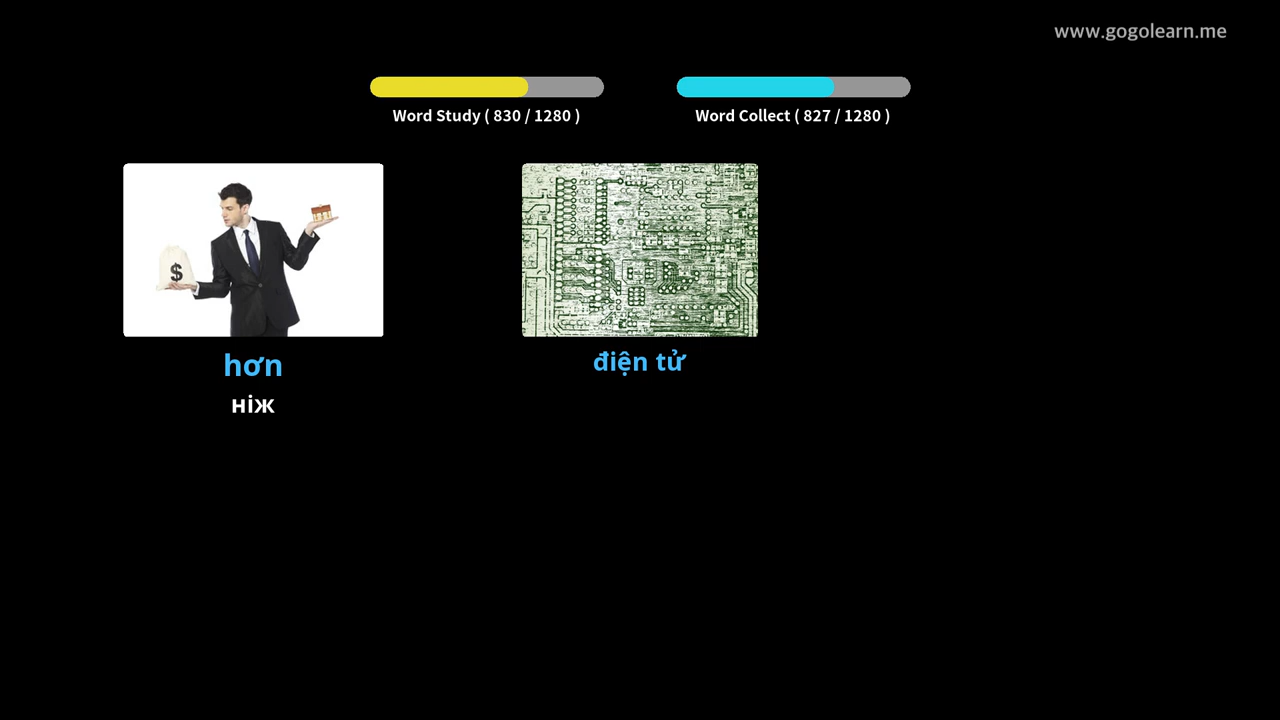 www.gogolearn.me
Word Study ( 830 / 1280 )
Word Collect ( 827 / 1280 )
$
hơn
ніж
điện tử